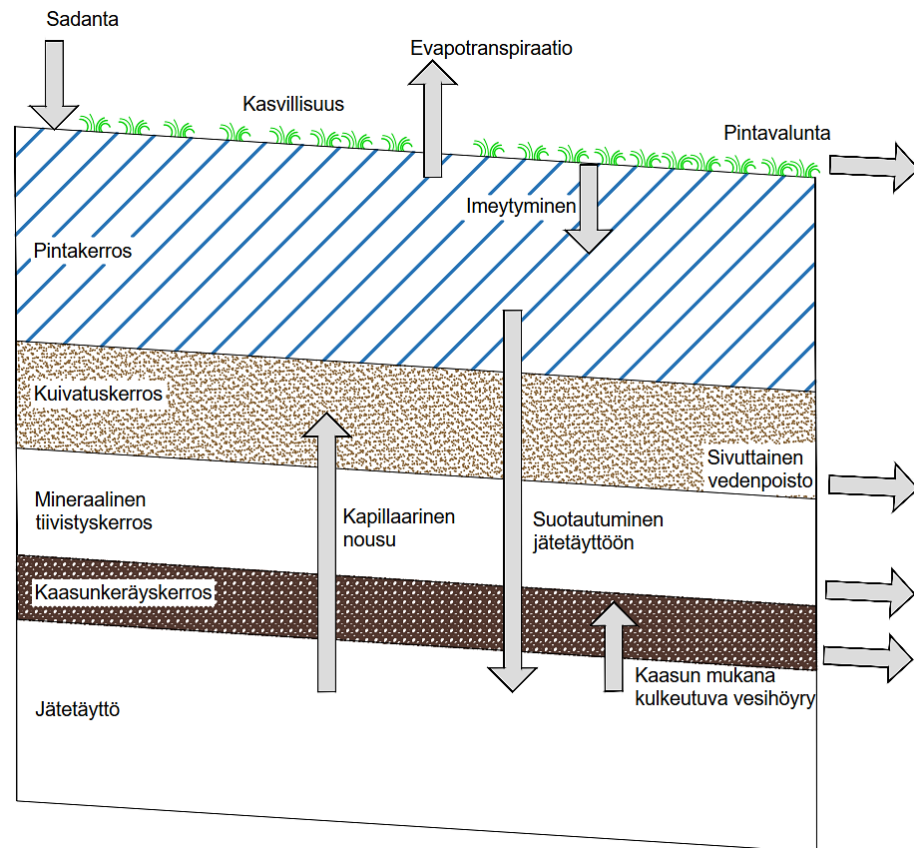 Sadanta
Evapotranspiraatio
Kasvillisuus
Pintavalunta
Imeytyminen
Pintakerros
Kuivatuskerros
Sivuttainen
vedenpoisto
Mineraalinen
tiivistyskerros
Kapillaarinen
nousu
Suotautuminen
jätetäyttöön
Kaasunkeräyskerros
Kaasun mukana
kulkeutuva vesihöyry
Jätetäyttö